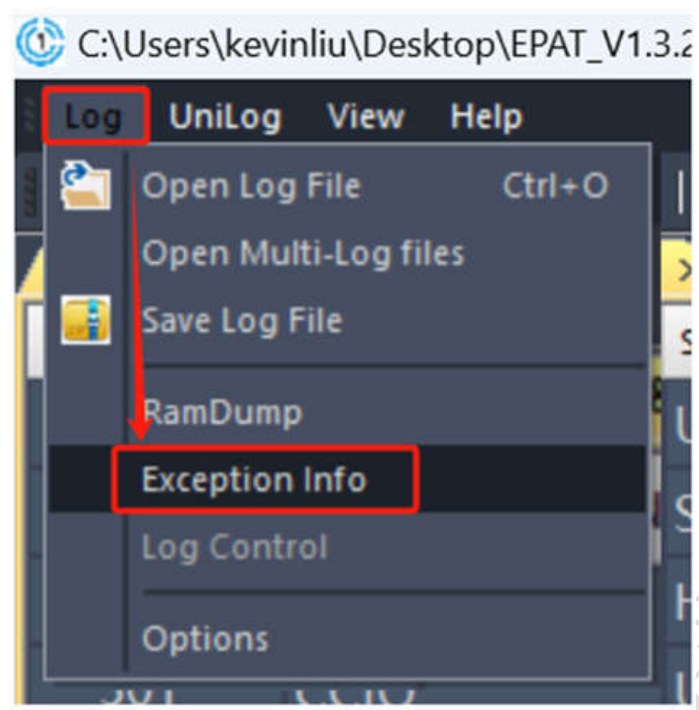 C:\Users\kevinliu\Desktop\EPAT_V1.3.2
Log UniLog View Help
Open Log File Ctrl+O
Open Multi-Log files
Save Log File
RamDump
Exception Info
Log Control
Options